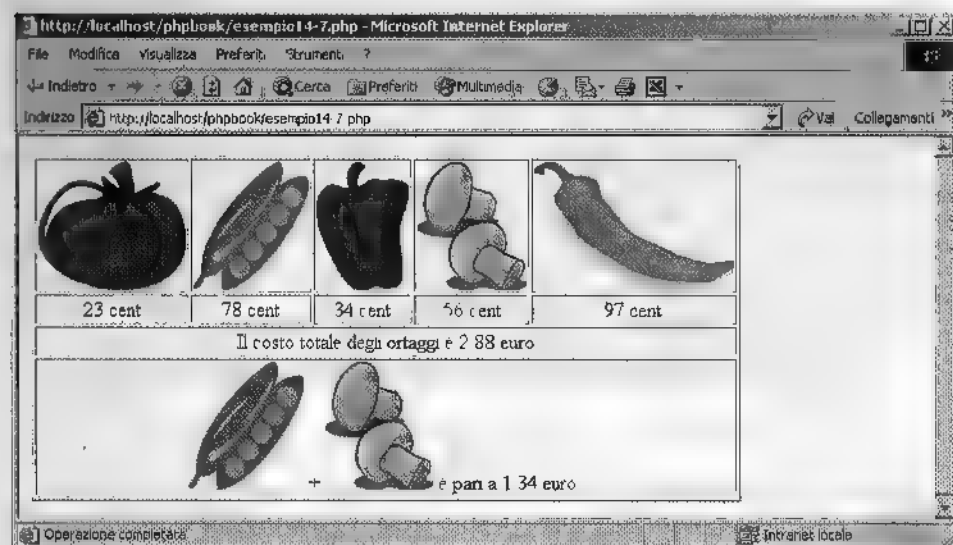 http://localhost/phpbook/esempio14-7.php - Microsoft Internet Explorer
File Modifica Visualizza Preferiti Strumenti ?
Indietro Cerca Preferiti Multimedia
Indirizzo http://localhost/phpbook/esempio14-7 php Vai Collegamenti »
23 cent 78 cent 34 cent 56 cent 97 cent
Il costo totale degli ortaggi è 2 88 euro
+ è pari a 1 34 euro
Operazione completata Intranet locale